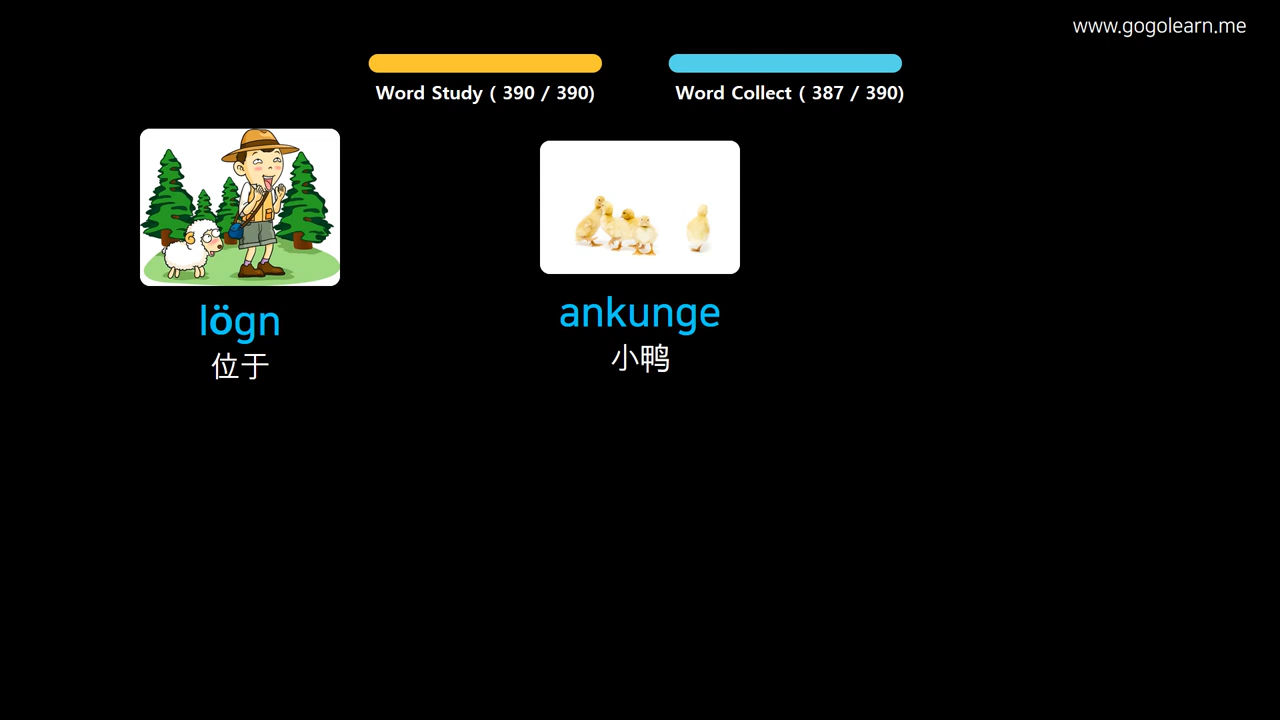 www.gogolearn.me
Word Study ( 390 / 390)
Word Collect ( 387 / 390)
lögn
位于
ankunge
小鸭